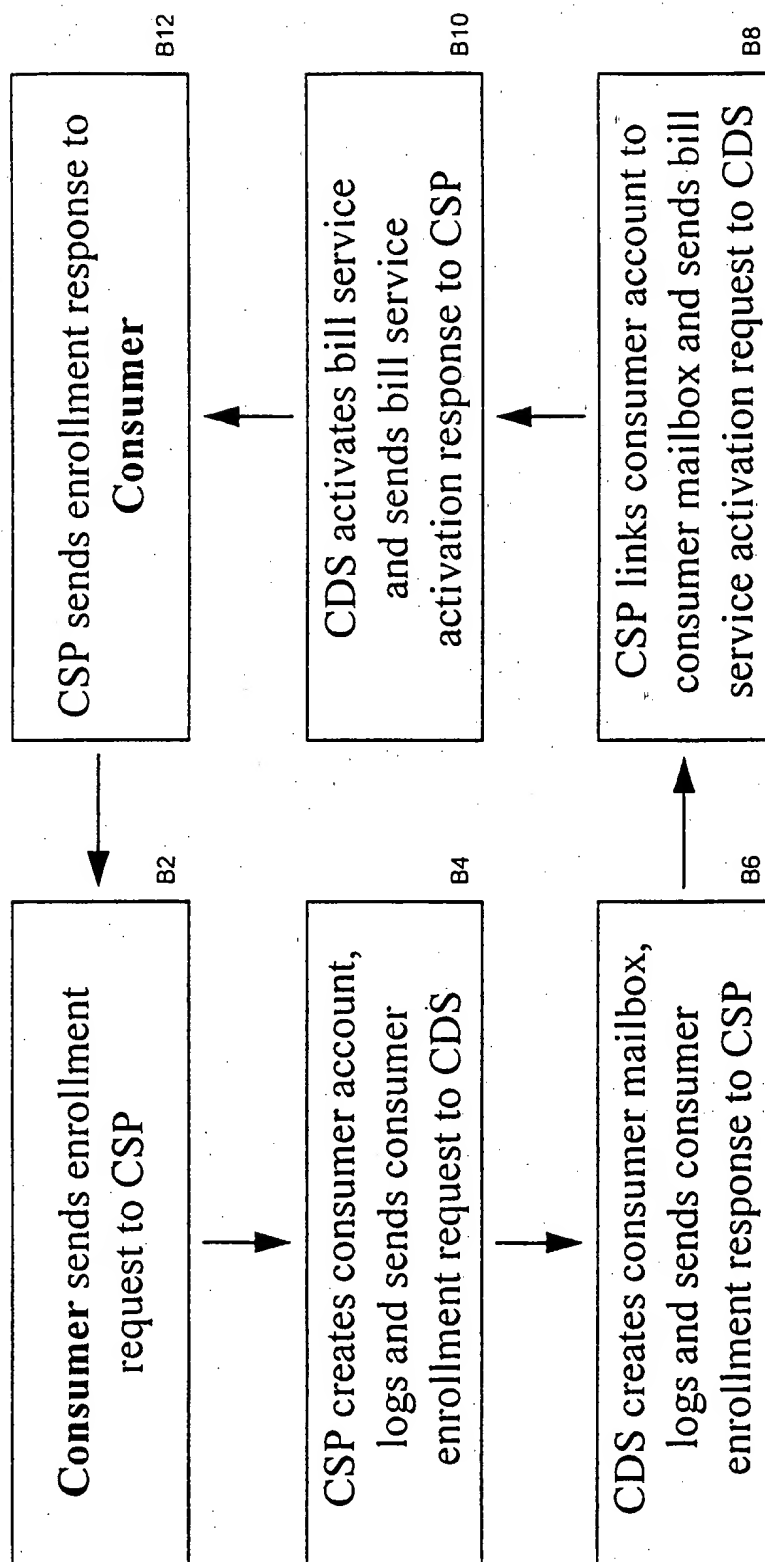 Consumer sends enrollment
request to CSP
B2
CSP creates consumer account,
logs and sends consumer
enrollment request to CDS
B4
CDS creates consumer mailbox,
logs and sends consumer
enrollment response to CSP
B6
CSP links consumer account to
consumer mailbox and sends bill
service activation request to CDS
B8
CDS activates bill service
and sends bill service
activation response to CSP
B10
CSP sends enrollment response to
Consumer
B12